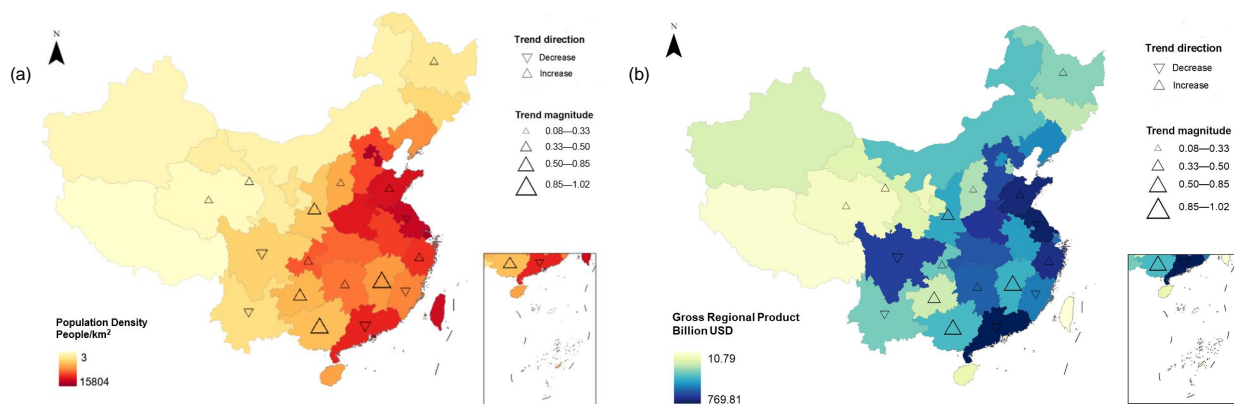 N
(a)
Trend direction
Decrease
Increase
Trend magnitude
0.08—0.33
0.33—0.50
0.50—0.85
0.85—1.02
Population Density
People/km²
3
15804
N
(b)
Trend direction
Decrease
Increase
Trend magnitude
0.08—0.33
0.33—0.50
0.50—0.85
0.85—1.02
Gross Regional Product
Billion USD
10.79
769.81